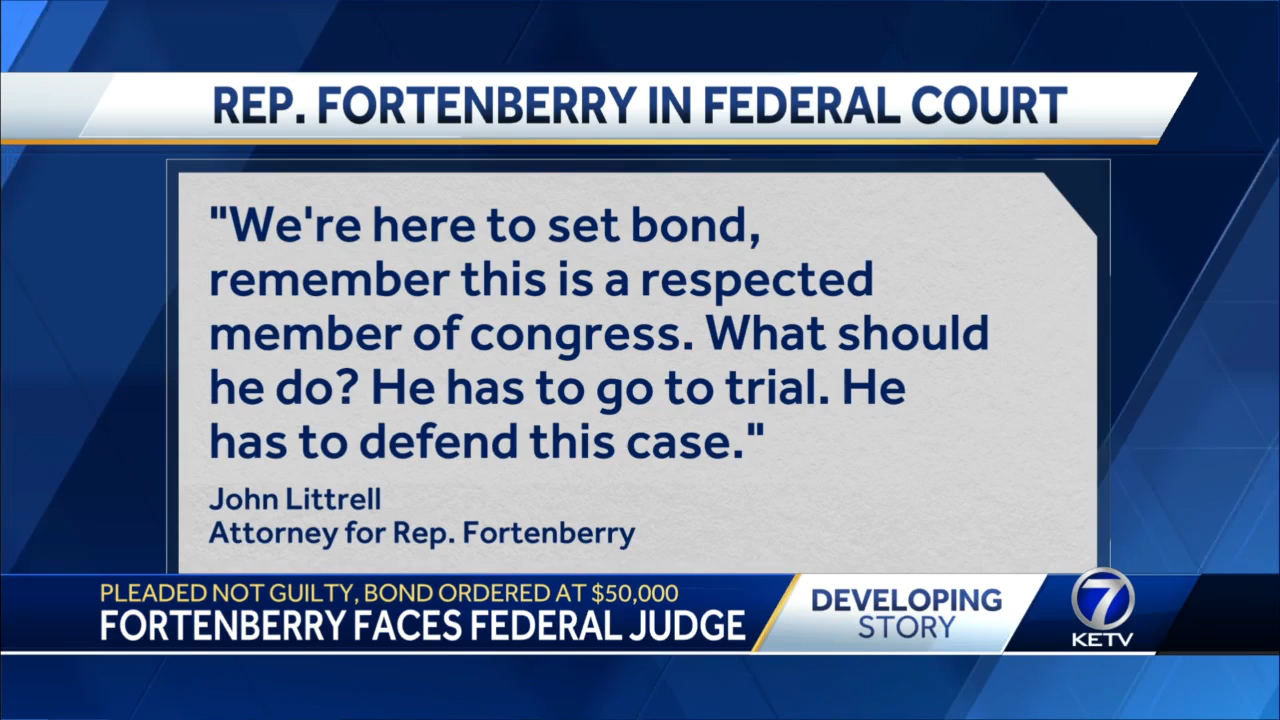 REP. FORTENBERRY IN FEDERAL COURT
"We're here to set bond,
remember this is a respected
member of congress. What should
he do? He has to go to trial. He
has to defend this case."
John Littrell
Attorney for Rep. Fortenberry
PLEADED NOT GUILTY, BOND ORDERED AT $50,000
FORTENBERRY FACES FEDERAL JUDGE
DEVELOPING
STORY
7
KETV